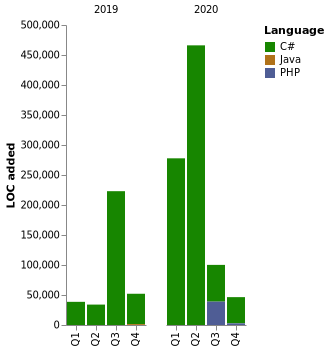 2019 2020
Language
C#
Java
PHP
500,000
450,000
400,000
350,000
300,000
250,000
200,000
150,000
100,000
50,000
0
LOC added
Q1 Q2 Q3 Q4 Q1 Q2 Q3 Q4